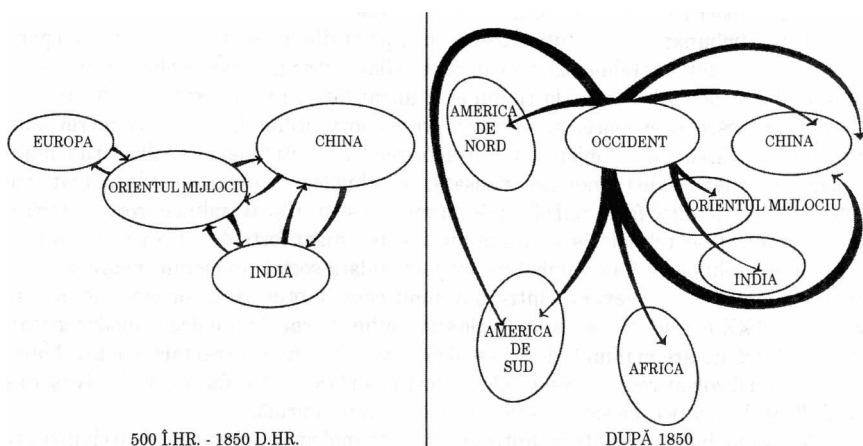 EUROPA
CHINA
ORIENTUL MIJLOCIU
INDIA
500 Î.HR. - 1850 D.HR.
AMERICA
DE
NORD
OCCIDENT
CHINA
ORIENTUL MIJLOCIU
INDIA
AMERICA
DE
SUD
AFRICA
DUPĂ 1850